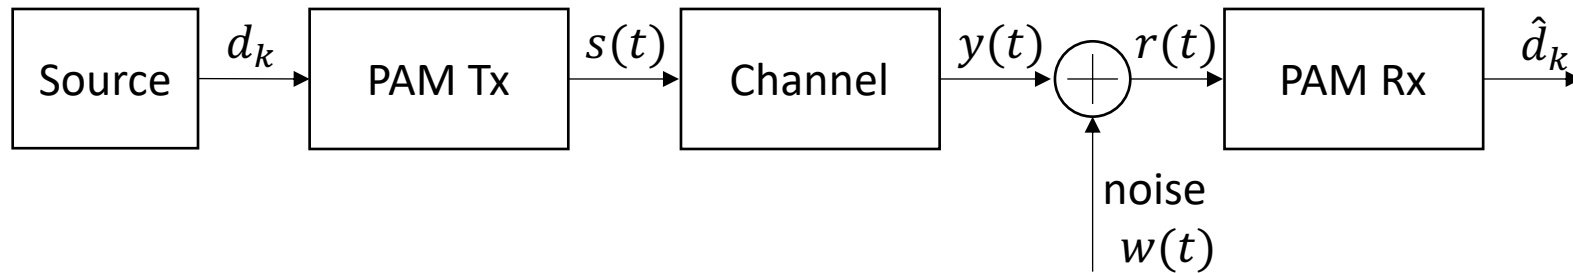 Source
d_k
PAM Tx
s(t)
Channel
y(t)
+
r(t)
PAM Rx
d̂_k
noise
w(t)